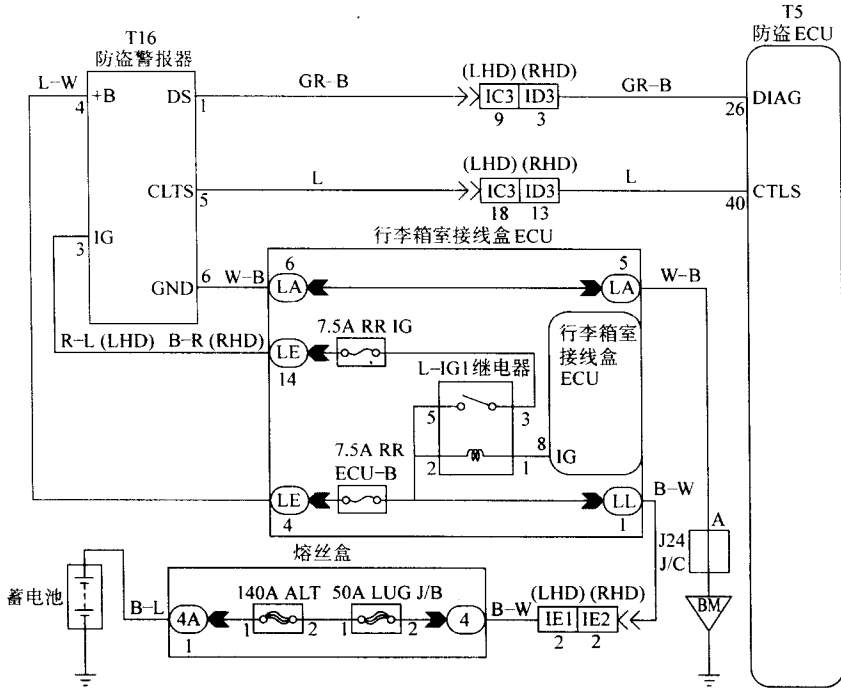 T16
防盗警报器
T5
防盗ECU
L-W
4
+B
DS
1
GR-B
(LHD) (RHD)
IC3
ID3
9
3
GR-B
26
DIAG
CLTS
5
L
(LHD) (RHD)
IC3
ID3
18
13
L
40
CTLS
3
IG
行李箱室接线盒ECU
GND
6
W-B
6
LA
5
LA
W-B
R-L (LHD)
B-R (RHD)
LE
14
7.5A RR IG
行李箱室
接线盒
ECU
L-IG1继电器
5
3
2
1
8
IG
7.5A RR
ECU-B
LE
4
LL
1
B-W
A
J24
J/C
BM
熔丝盒
蓄电池
B-L
4A
1
140A ALT
1
2
50A LUG J/B
1
2
4
B-W
(LHD) (RHD)
IE1
IE2
2
2